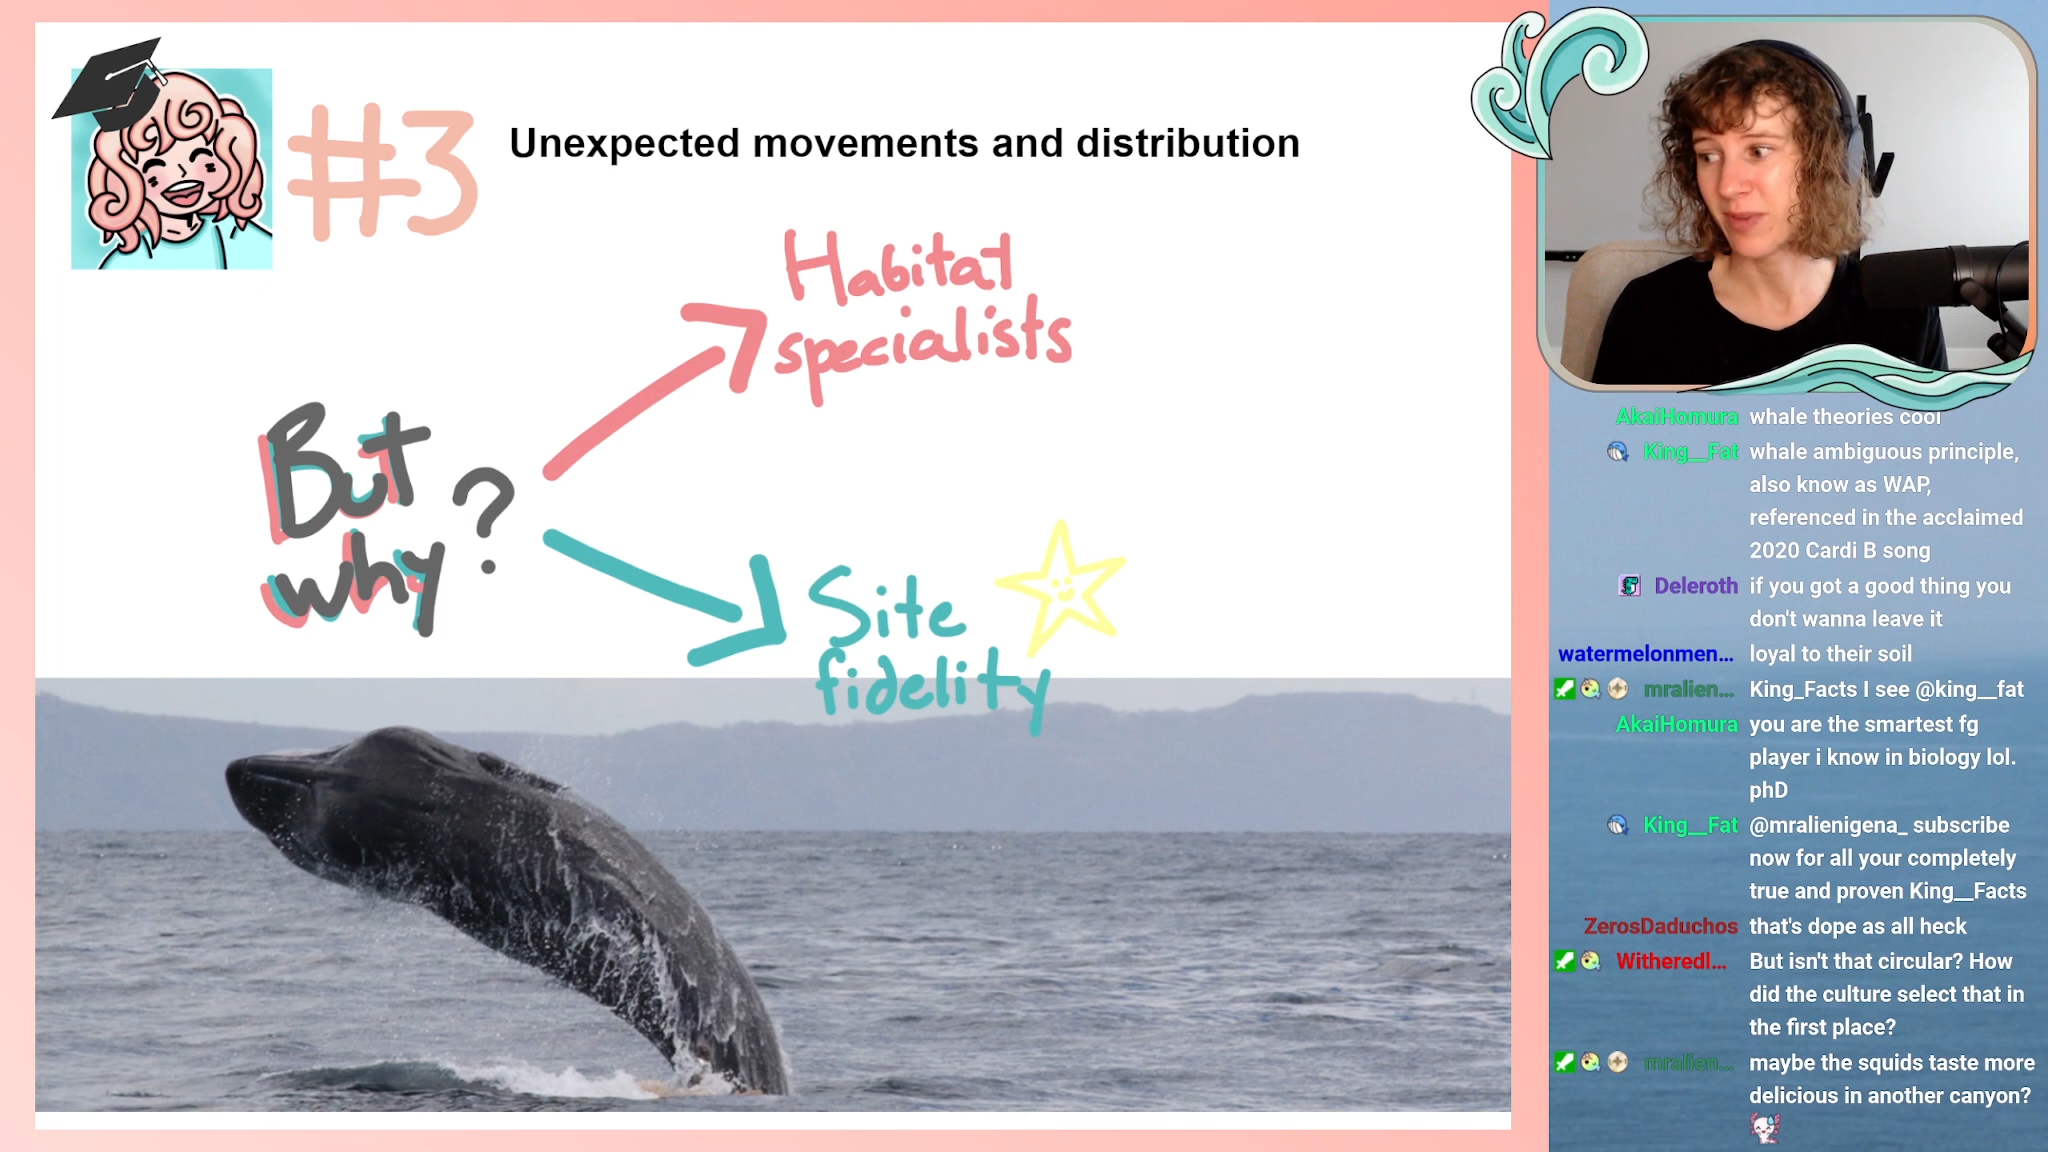 #3
Unexpected movements and distribution
Habitat
specialists
But
why?
Site
fidelity
AkaiHomura whale theories cool
King__Fat whale ambiguous principle,
also know as WAP,
referenced in the acclaimed
2020 Cardi B song
Deleroth if you got a good thing you
don't wanna leave it
watermelonmen... loyal to their soil
mralien... King_Facts I see @king__fat
AkaiHomura you are the smartest fg
player i know in biology lol.
phD
King__Fat @mralienigena_ subscribe
now for all your completely
true and proven King__Facts
ZerosDaduchos that's dope as all heck
Witheredl... But isn't that circular? How
did the culture select that in
the first place?
mralien... maybe the squids taste more
delicious in another canyon?